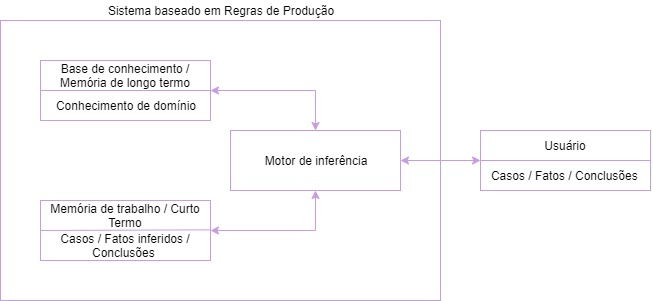 Sistema baseado em Regras de Produção
Base de conhecimento /
Memória de longo termo
Conhecimento de domínio
Motor de inferência
Usuário
Casos / Fatos / Conclusões
Memória de trabalho / Curto
Termo
Casos / Fatos inferidos /
Conclusões